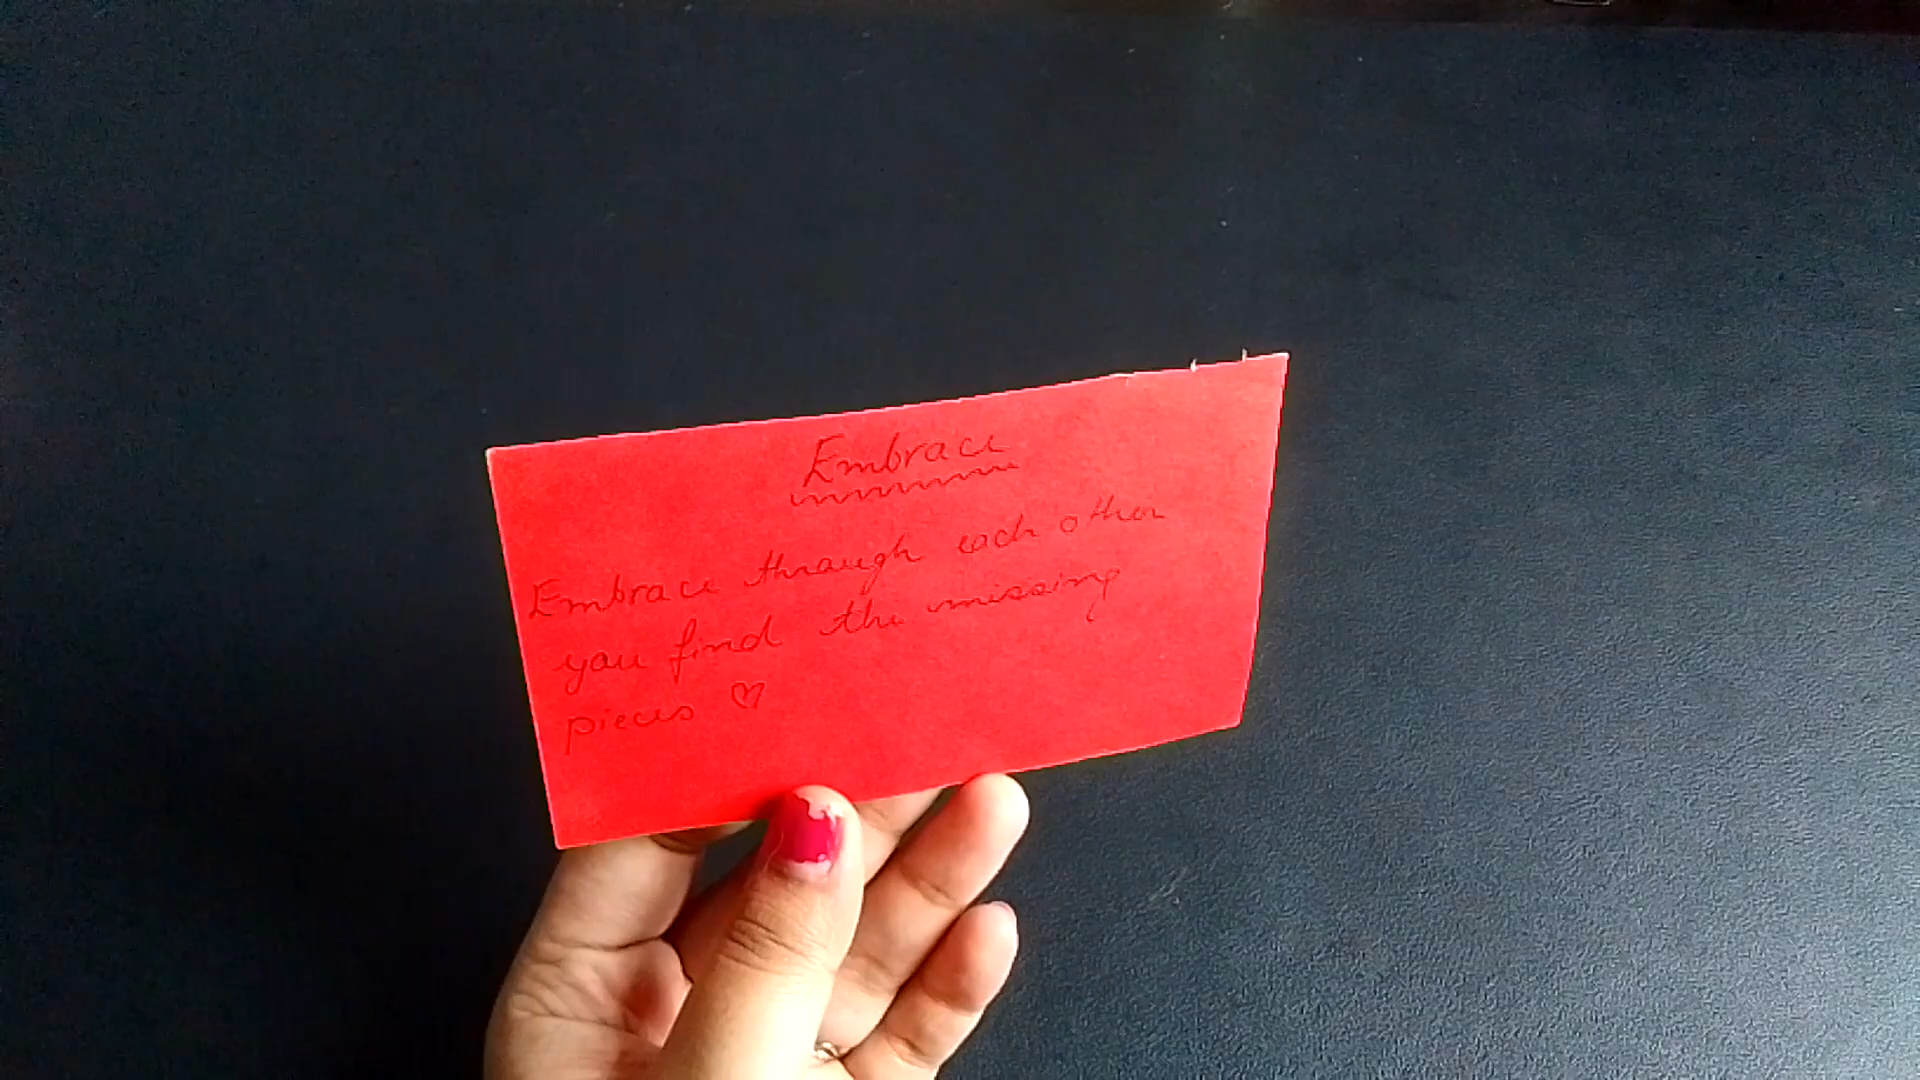 Embrace
Embrace through each other
you find the missing
pieces ♡